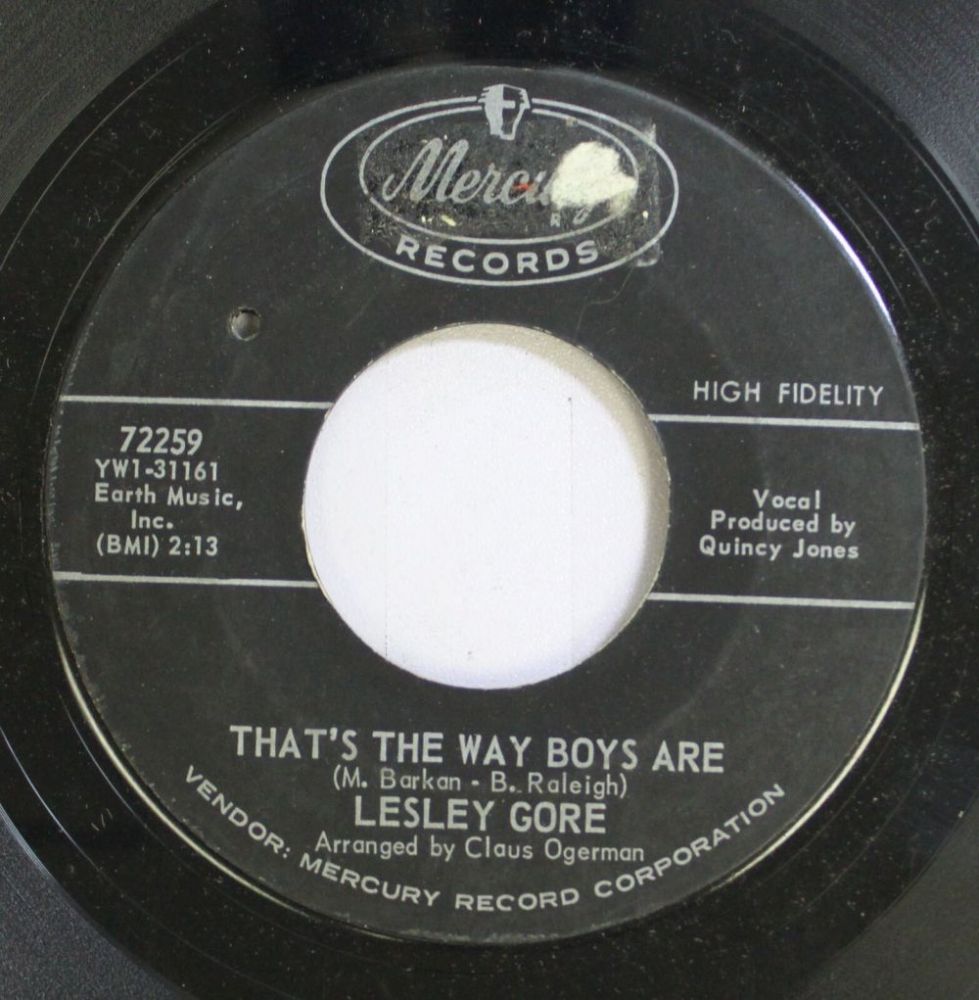 Mercury
R
RECORDS
HIGH FIDELITY
72259
YW1-31161
Earth Music,
Inc.
(BMI) 2:13
Vocal
Produced by
Quincy Jones
THAT'S THE WAY BOYS ARE
(M. Barkan - B. Raleigh)
LESLEY GORE
Arranged by Claus Ogerman
VENDOR: MERCURY RECORD CORPORATION